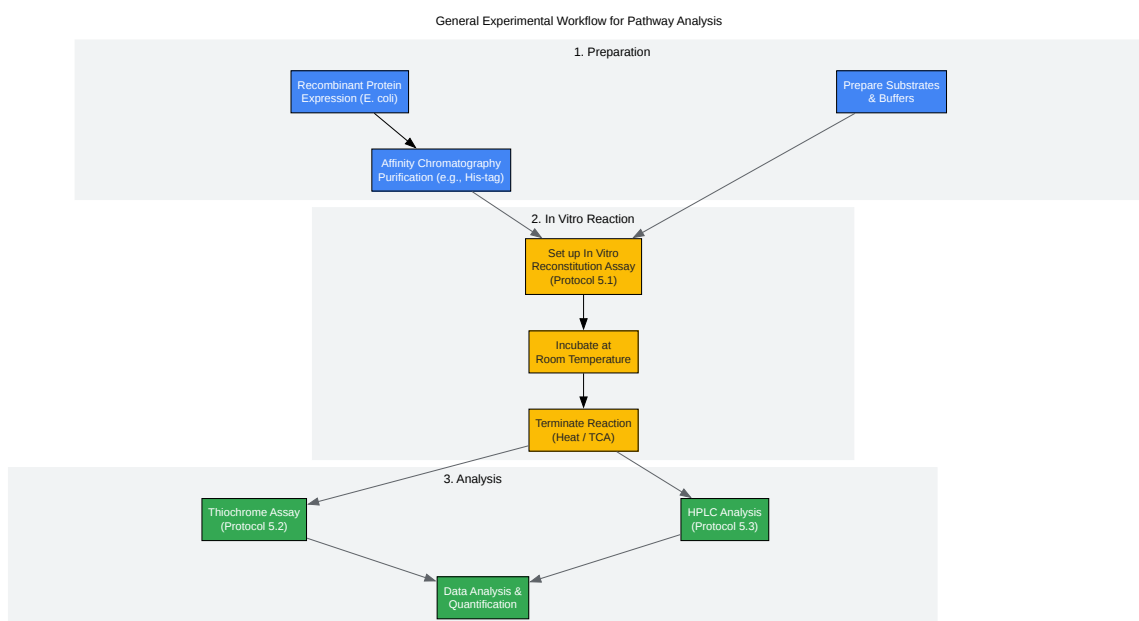 General Experimental Workflow for Pathway Analysis
1. Preparation
Recombinant Protein
Expression (E. coli)
Prepare Substrates
& Buffers
Affinity Chromatography
Purification (e.g., His-tag)
2. In Vitro Reaction
Set up In Vitro
Reconstitution Assay
(Protocol 5.1)
Incubate at
Room Temperature
Terminate Reaction
(Heat / TCA)
3. Analysis
Thiochrome Assay
(Protocol 5.2)
HPLC Analysis
(Protocol 5.3)
Data Analysis &
Quantification